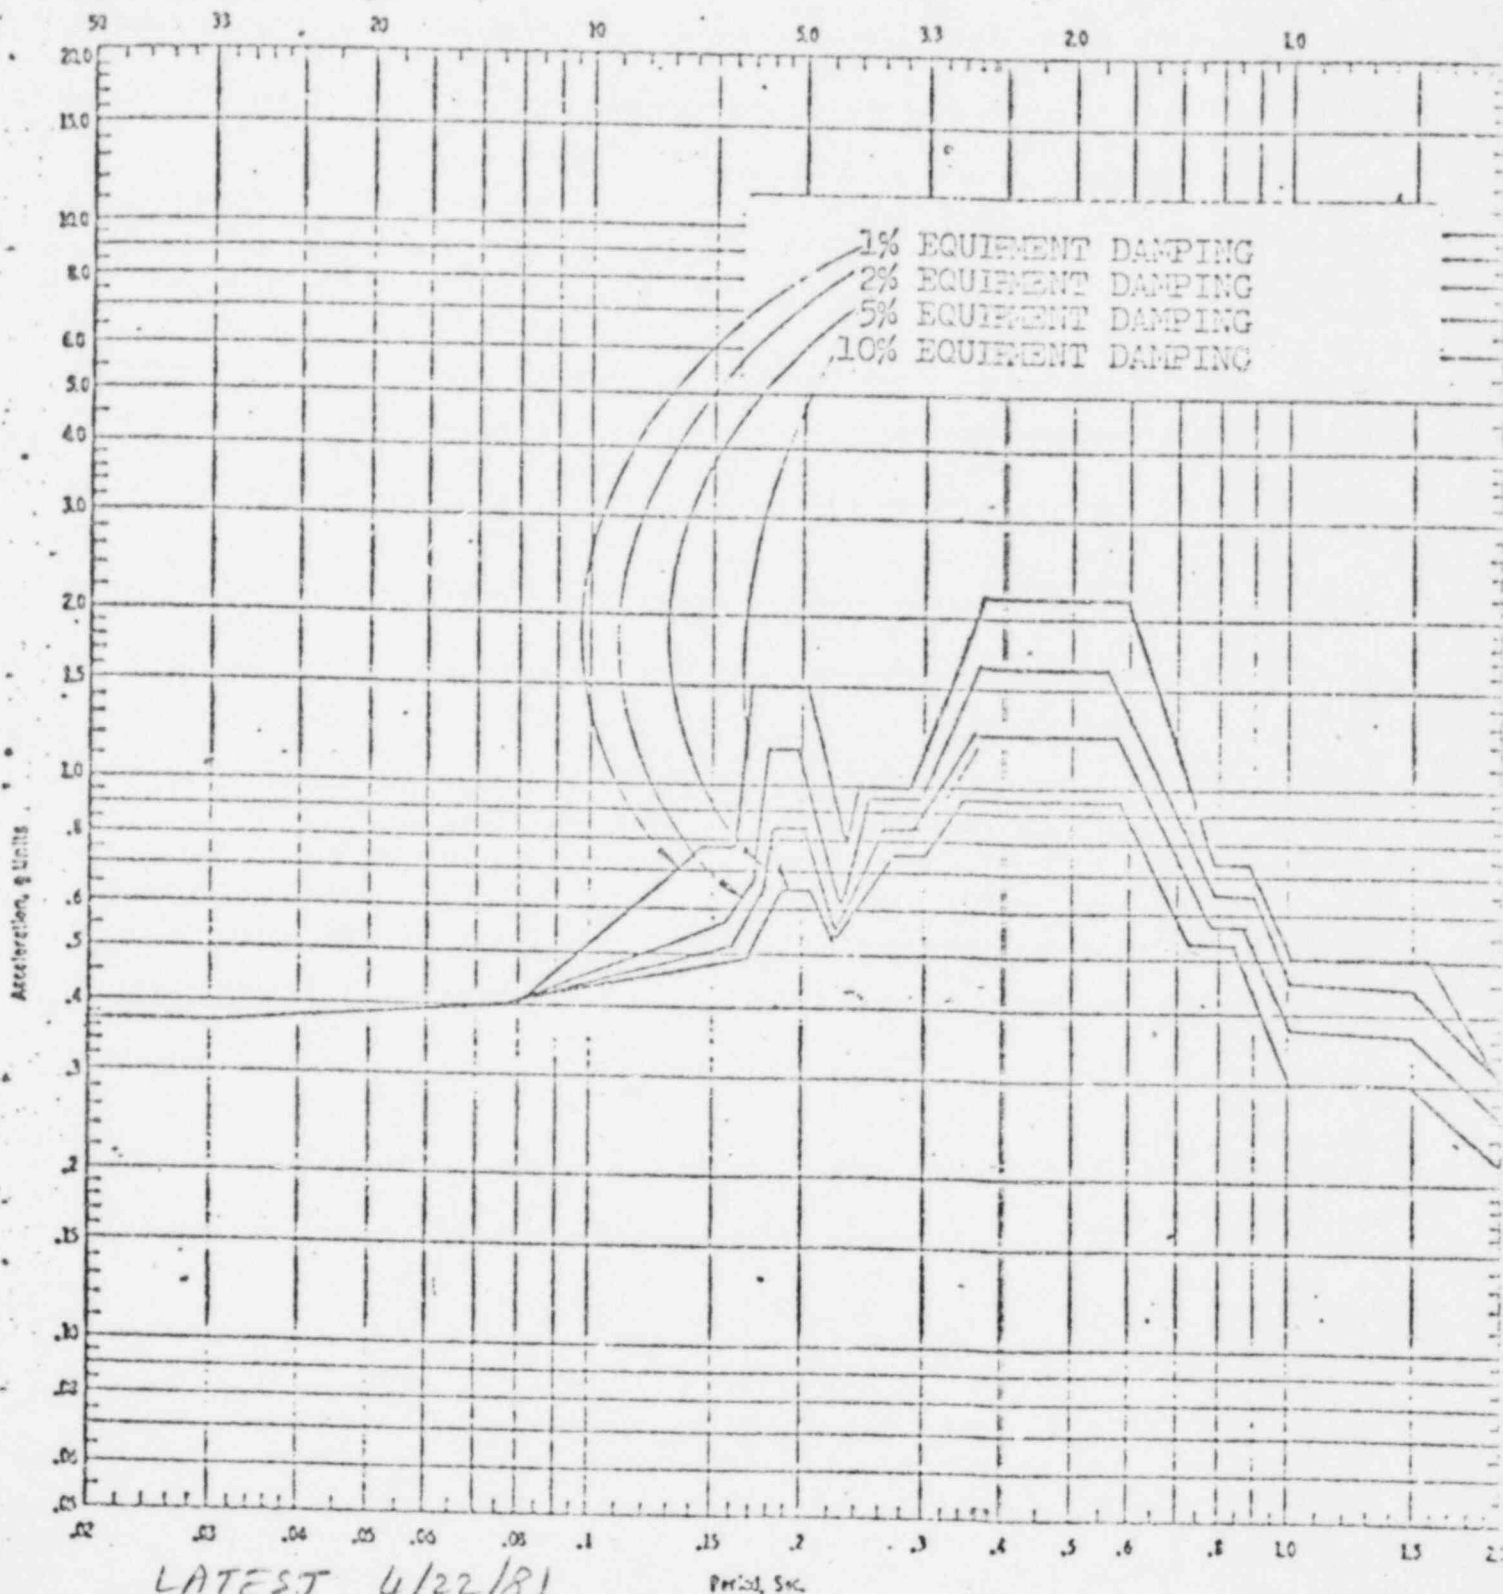 50 33 20 10 5.0 3.3 2.0 1.0
20.0
15.0
10.0
8.0
6.0
5.0
4.0
3.0
2.0
1.5
1.0
.8
.6
.5
.4
.3
.2
.15
.10
.08
.06
.05
1% EQUIPMENT DAMPING
2% EQUIPMENT DAMPING
5% EQUIPMENT DAMPING
10% EQUIPMENT DAMPING
Acceleration, g Units
.02 .03 .04 .05 .06 .08 .1 .15 .2 .3 .4 .5 .6 .8 1.0 1.5
Period, Sec.
LATEST 4/22/81